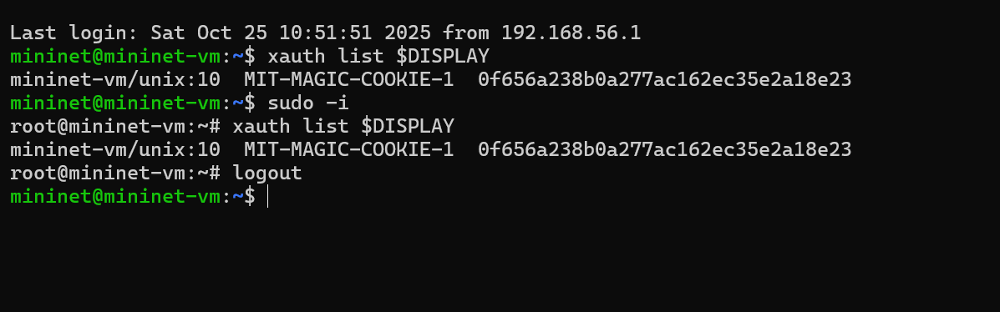 Last login: Sat Oct 25 10:51:51 2025 from 192.168.56.1
mininet@mininet-vm:~$ xauth list $DISPLAY
mininet-vm/unix:10  MIT-MAGIC-COOKIE-1  0f656a238b0a277ac162ec35e2a18e23
mininet@mininet-vm:~$ sudo -i
root@mininet-vm:~# xauth list $DISPLAY
mininet-vm/unix:10  MIT-MAGIC-COOKIE-1  0f656a238b0a277ac162ec35e2a18e23
root@mininet-vm:~# logout
mininet@mininet-vm:~$